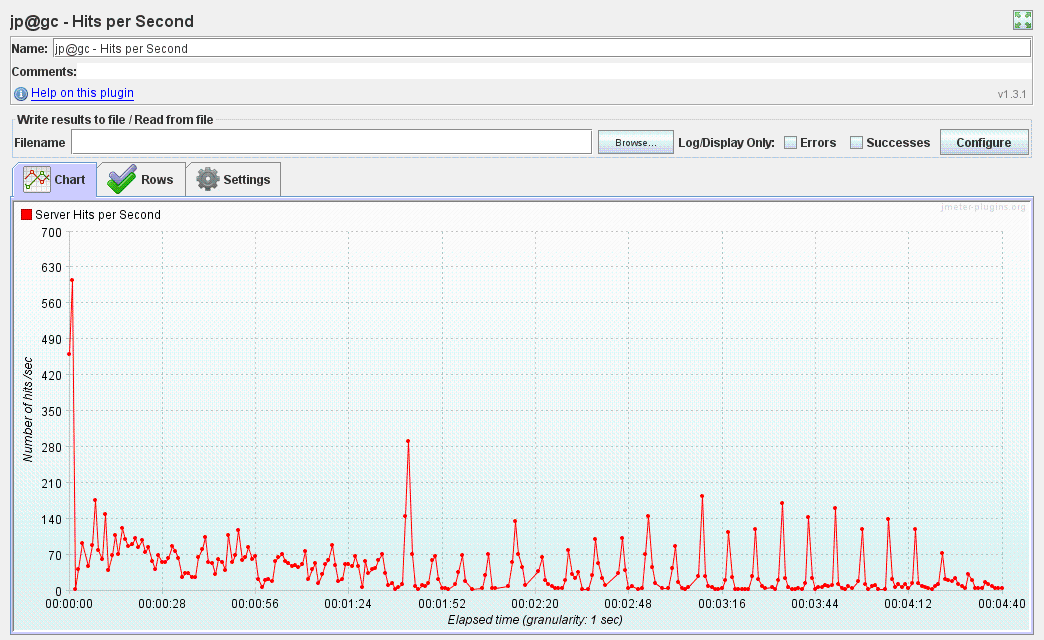 jp@gc - Hits per Second
Name: jp@gc - Hits per Second
Comments:
Help on this plugin
v1.3.1
Write results to file / Read from file
Filename Browse... Log/Display Only: Errors Successes Configure
Chart Rows Settings
Server Hits per Second
jmeter-plugins.org
700
630
560
490
420
350
280
210
140
70
0
Number of hits /sec
00:00:00 00:00:28 00:00:56 00:01:24 00:01:52 00:02:20 00:02:48 00:03:16 00:03:44 00:04:12 00:04:40
Elapsed time (granularity: 1 sec)